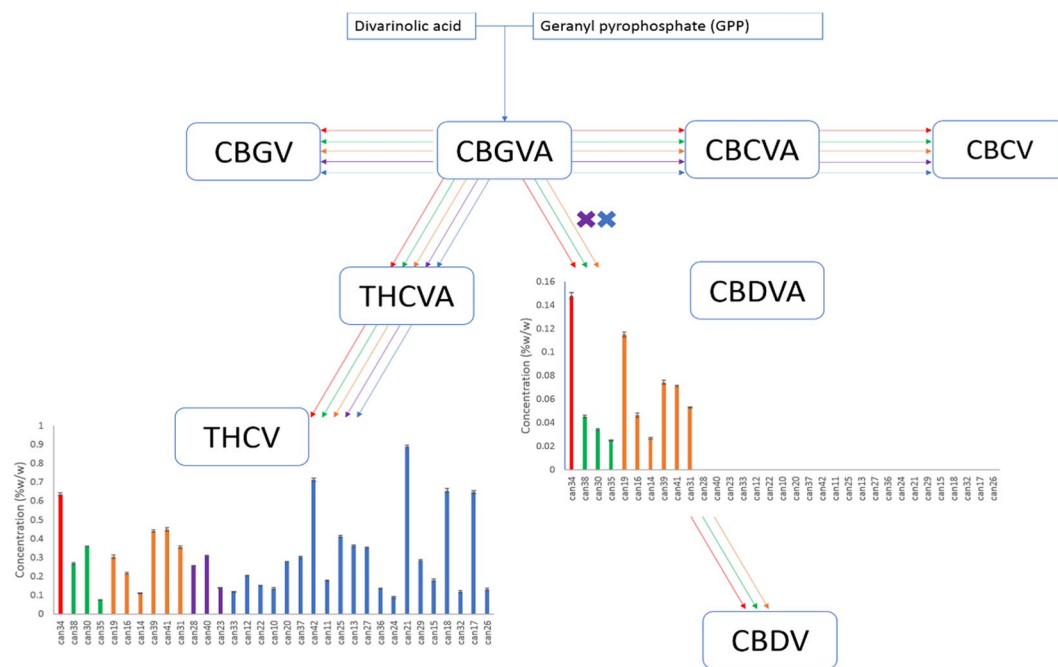 Divarinolic acid
Geranyl pyrophosphate (GPP)
CBGV
CBGVA
CBCVA
CBCV
THCVA
CBDVA
THCV
Concentration (%w/w)
0.16
0.14
0.12
0.1
0.08
0.06
0.04
0.02
0
can34
can38
can30
can35
can19
can16
can14
can39
can41
can31
can28
can40
can23
can33
can12
can22
can10
can20
can37
can42
can11
can25
can13
can27
can36
can24
can21
can29
can15
can18
can32
can17
can26
Concentration (%w/w)
1
0.9
0.8
0.7
0.6
0.5
0.4
0.3
0.2
0.1
0
can34
can38
can30
can35
can19
can16
can14
can39
can41
can31
can28
can40
can23
can33
can12
can22
can10
can20
can37
can42
can11
can25
can13
can27
can36
can24
can21
can29
can15
can18
can32
can17
can26
CBDV